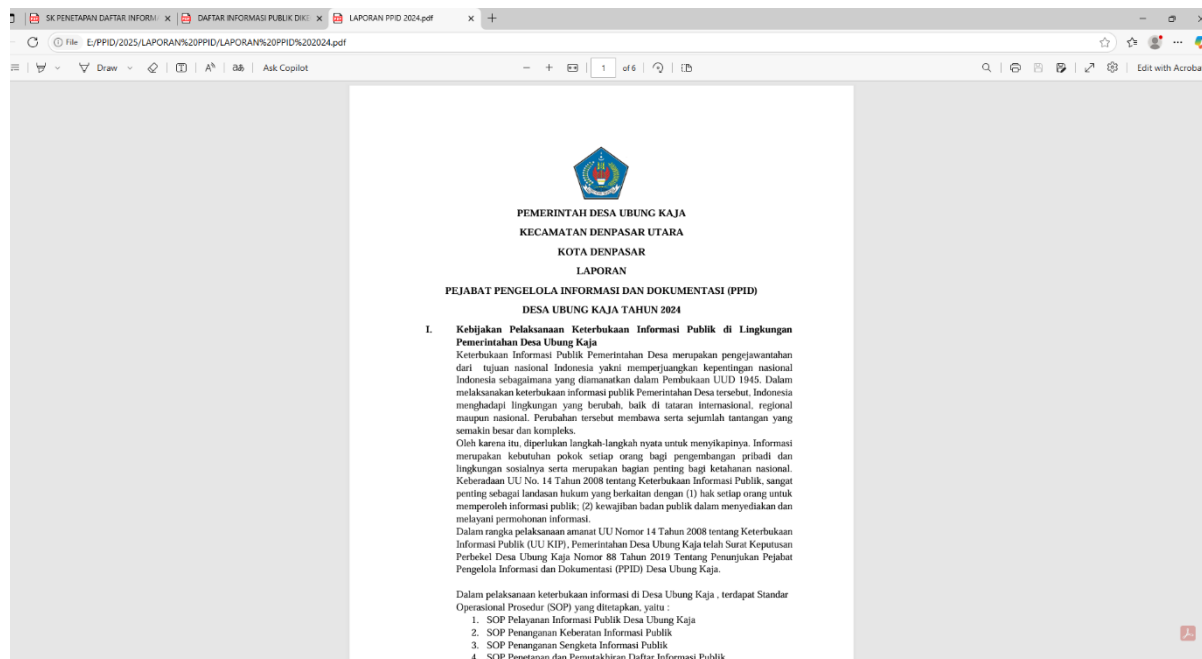 SK PENETAPAN DAFTAR INFORM
DAFTAR INFORMASI PUBLIK DIKE
LAPORAN PPID 2024.pdf
File E:/PPID/2025/LAPORAN%20PPID/LAPORAN%20PPID%202024.pdf
Draw
Ask Copilot
1 of 6
Edit with Acroba
PEMERINTAH DESA UBUNG KAJA
KECAMATAN DENPASAR UTARA
KOTA DENPASAR
LAPORAN
PEJABAT PENGELOLA INFORMASI DAN DOKUMENTASI (PPID)
DESA UBUNG KAJA TAHUN 2024
I. Kebijakan Pelaksanaan Keterbukaan Informasi Publik di Lingkungan
Pemerintahan Desa Ubung Kaja
Keterbukaan Informasi Publik Pemerintahan Desa merupakan pengejawantahan
dari tujuan nasional Indonesia yakni memperjuangkan kepentingan nasional
Indonesia sebagaimana yang diamanatkan dalam Pembukaan UUD 1945. Dalam
melaksanakan keterbukaan informasi publik Pemerintahan Desa tersebut, Indonesia
menghadapi lingkungan yang berubah, baik di tataran internasional, regional
maupun nasional. Perubahan tersebut membawa serta sejumlah tantangan yang
semakin besar dan kompleks.
Oleh karena itu, diperlukan langkah-langkah nyata untuk menyikapinya. Informasi
merupakan kebutuhan pokok setiap orang bagi pengembangan pribadi dan
lingkungan sosialnya serta merupakan bagian penting bagi ketahanan nasional.
Keberadaan UU No. 14 Tahun 2008 tentang Keterbukaan Informasi Publik, sangat
penting sebagai landasan hukum yang berkaitan dengan (1) hak setiap orang untuk
memperoleh informasi publik; (2) kewajiban badan publik dalam menyediakan dan
melayani permohonan informasi.
Dalam rangka pelaksanaan amanat UU Nomor 14 Tahun 2008 tentang Keterbukaan
Informasi Publik (UU KIP), Pemerintahan Desa Ubung Kaja telah Surat Keputusan
Perbekel Desa Ubung Kaja Nomor 88 Tahun 2019 Tentang Penunjukan Pejabat
Pengelola Informasi dan Dokumentasi (PPID) Desa Ubung Kaja.
Dalam pelaksanaan keterbukaan informasi di Desa Ubung Kaja , terdapat Standar
Operasional Prosedur (SOP) yang ditetapkan, yaitu :
1. SOP Pelayanan Informasi Publik Desa Ubung Kaja
2. SOP Penanganan Keberatan Informasi Publik
3. SOP Penanganan Sengketa Informasi Publik
4. SOP Penetapan dan Pemutakhiran Daftar Informasi Publik